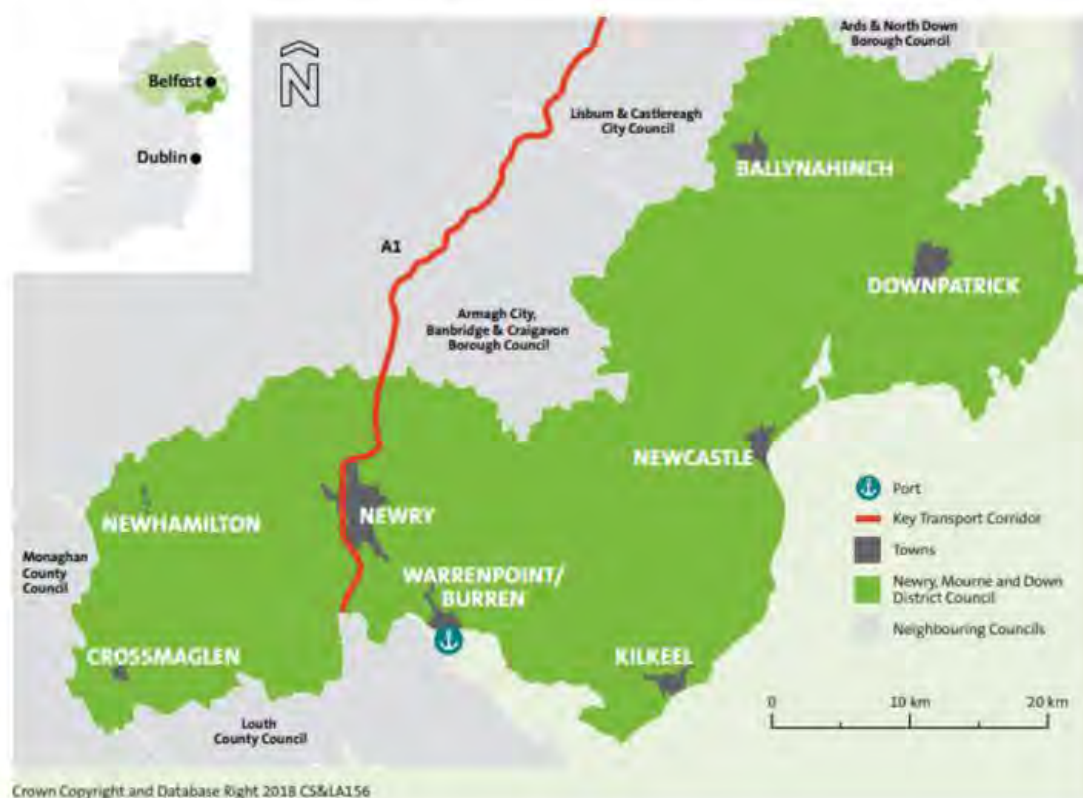 Belfast
Dublin
N
Ards & North Down
Borough Council
Lisburn & Castlereagh
City Council
BALLYNAHINCH
A1
DOWNPATRICK
Armagh City,
Banbridge & Craigavon
Borough Council
NEWCASTLE
NEWHAMILTON
NEWRY
Monaghan
County
Council
WARRENPOINT/
BURREN
CROSSMAGLEN
KILKEEL
Louth
County Council
Port
Key Transport Corridor
Towns
Newry, Mourne and Down
District Council
Neighbouring Councils
0 10 km 20 km
Crown Copyright and Database Right 2018 CS&LA156